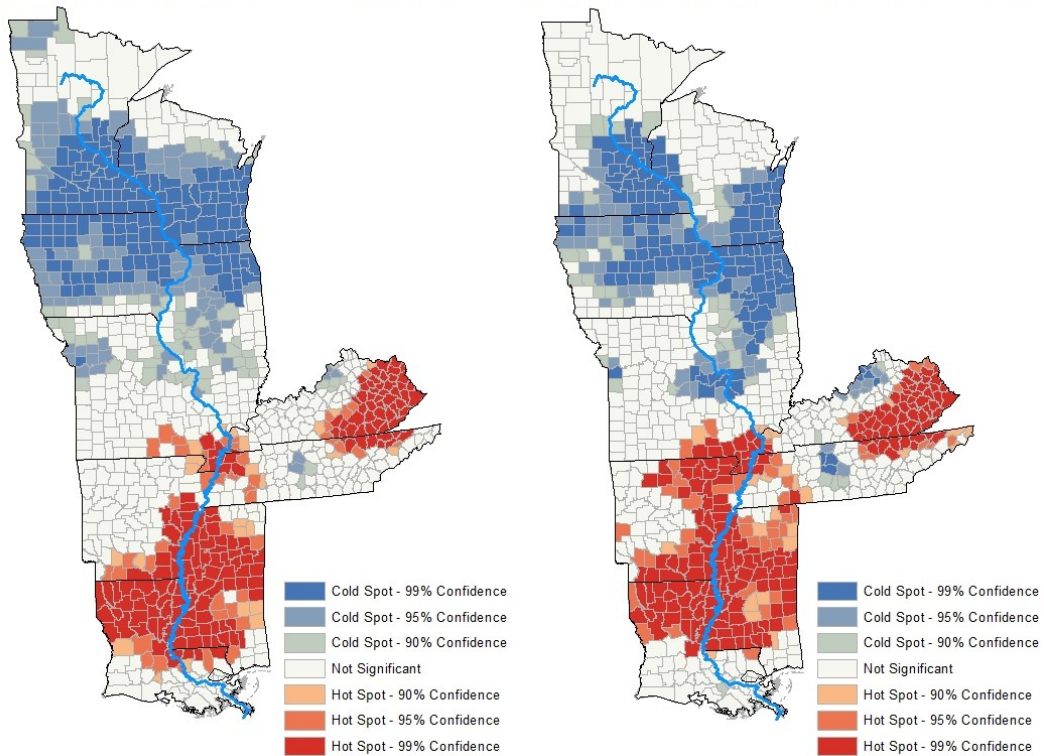 Cold Spot - 99% Confidence
Cold Spot - 95% Confidence
Cold Spot - 90% Confidence
Not Significant
Hot Spot - 90% Confidence
Hot Spot - 95% Confidence
Hot Spot - 99% Confidence
Cold Spot - 99% Confidence
Cold Spot - 95% Confidence
Cold Spot - 90% Confidence
Not Significant
Hot Spot - 90% Confidence
Hot Spot - 95% Confidence
Hot Spot - 99% Confidence